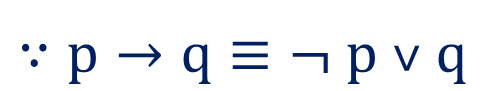 ∵ p → q ≡ ¬ p ∨ q